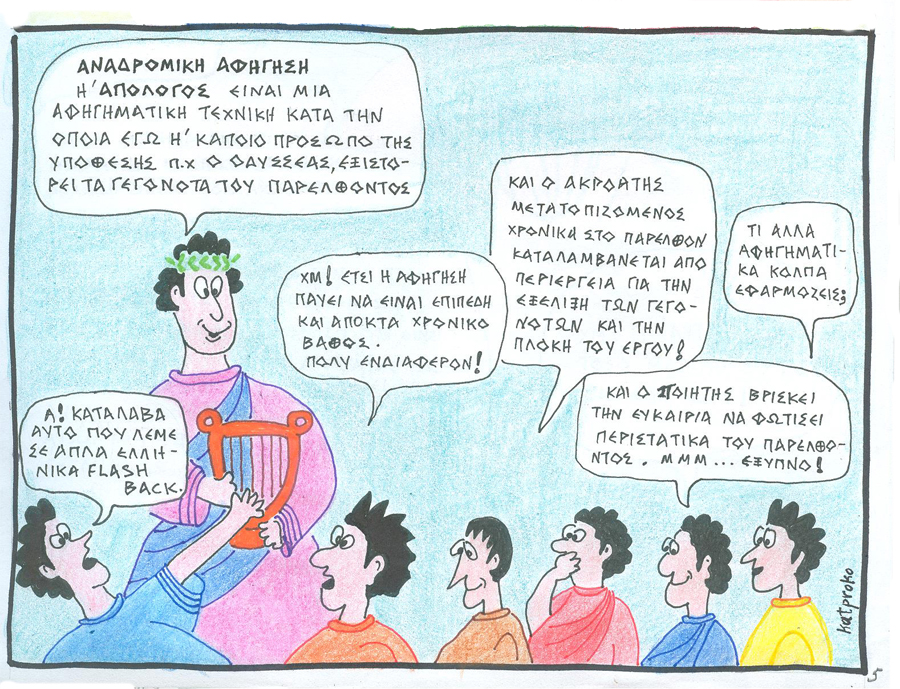 ΑΝΑΔΡΟΜΙΚΗ ΑΦΗΓΗΣΗ
Η' ΑΠΟΛΟΓΟΣ ΕΙΝΑΙ ΜΙΑ
ΑΦΗΓΗΜΑΤΙΚΗ ΤΕΧΝΙΚΗ ΚΑΤΑ ΤΗΝ
ΟΠΟΙΑ ΕΓΩ Η' ΚΑΠΟΙΟ ΠΡΟΣΩΠΟ ΤΗΣ
ΥΠΟΘΕΣΗΣ π.χ Ο ΟΔΥΣΣΕΑΣ, ΕΞΙΣΤΟ-
ΡΕΙ ΤΑ ΓΕΓΟΝΟΤΑ ΤΟΥ ΠΑΡΕΛΘΟΝΤΟΣ
Α! ΚΑΤΑΛΑΒΑ
ΑΥΤΟ ΠΟΥ ΛΕΜΕ
ΣΕ ΑΠΛΑ ΕΛΛΗ-
ΝΙΚΑ FLASH
BACK.
ΧΜ! ΕΤΣΙ Η ΑΦΗΓΗΣΗ
ΠΑΥΕΙ ΝΑ ΕΙΝΑΙ ΕΠΙΠΕΔΗ
ΚΑΙ ΑΠΟΚΤΑ ΧΡΟΝΙΚΟ
ΒΑΘΟΣ.
ΠΟΛΥ ΕΝΔΙΑΦΕΡΟΝ!
ΚΑΙ Ο ΑΚΡΟΑΤΗΣ
ΜΕΤΑΤΟΠΙΖΟΜΕΝΟΣ
ΧΡΟΝΙΚΑ ΣΤΟ ΠΑΡΕΛΘΟΝ
ΚΑΤΑΛΑΜΒΑΝΕΤΑΙ ΑΠΟ
ΠΕΡΙΕΡΓΕΙΑ ΓΙΑ ΤΗΝ
ΕΞΕΛΙΞΗ ΤΩΝ ΓΕΓΟ-
ΝΟΤΩΝ ΚΑΙ ΤΗΝ
ΠΛΟΚΗ ΤΟΥ ΕΡΓΟΥ!
ΚΑΙ Ο ΠΟΙΗΤΗΣ ΒΡΙΣΚΕΙ
ΤΗΝ ΕΥΚΑΙΡΙΑ ΝΑ ΦΩΤΙΣΕΙ
ΠΕΡΙΣΤΑΤΙΚΑ ΤΟΥ ΠΑΡΕΛΘΟ-
ΝΤΟΣ. ΜΜΜ... ΕΞΥΠΝΟ!
ΤΙ ΑΛΛΑ
ΑΦΗΓΗΜΑΤΙ-
ΚΑ ΚΟΛΠΑ
ΕΦΑΡΜΟΖΕΙΣ;
katproko
5